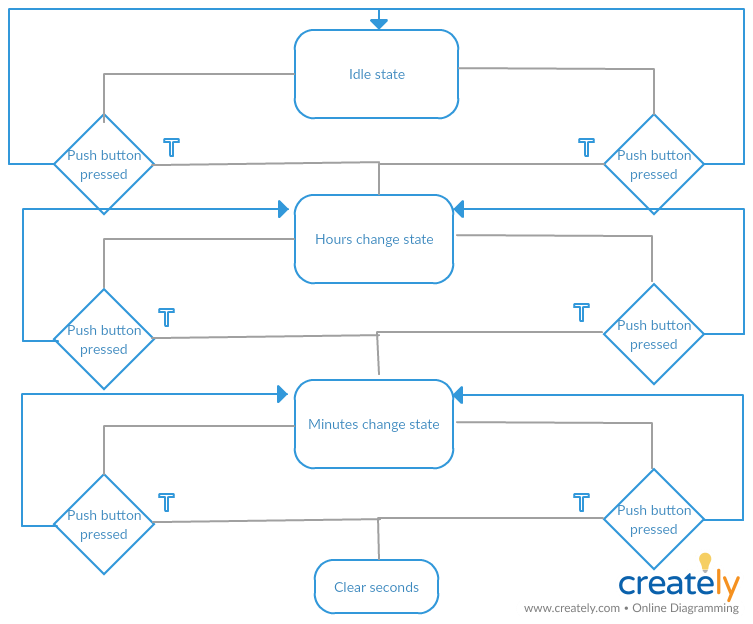 Idle state
Push button
pressed
T
T
Push button
pressed
Hours change state
Push button
pressed
T
T
Push button
pressed
Minutes change state
Push button
pressed
T
T
Push button
pressed
Clear seconds
creately
www.creately.com • Online Diagramming